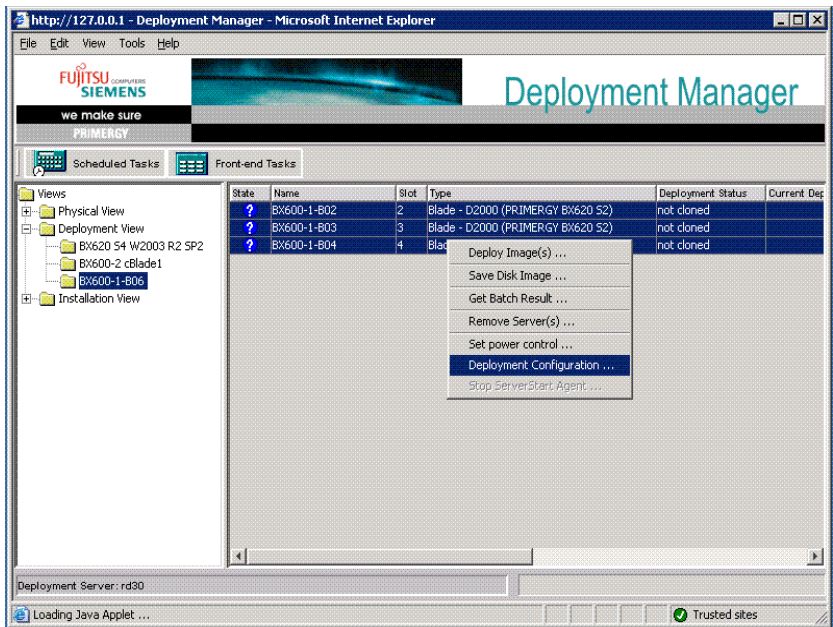 http://127.0.0.1 - Deployment Manager - Microsoft Internet Explorer
File Edit View Tools Help
FUJITSU COMPUTERS
SIEMENS
we make sure
PRIMERGY
Deployment Manager
Scheduled Tasks Front-end Tasks
Views
Physical View
Deployment View
BX620 S4 W2003 R2 SP2
BX600-2 cBlade1
BX600-1-B06
Installation View
State Name Slot Type Deployment Status Current Dep
? BX600-1-B02 2 Blade - D2000 (PRIMERGY BX620 S2) not cloned
? BX600-1-B03 3 Blade - D2000 (PRIMERGY BX620 S2) not cloned
? BX600-1-B04 4 Blad not cloned
Deploy Image(s) ...
Save Disk Image ...
Get Batch Result ...
Remove Server(s) ...
Set power control ...
Deployment Configuration ...
Stop ServerStart Agent ...
Deployment Server: rd30
Loading Java Applet ... Trusted sites